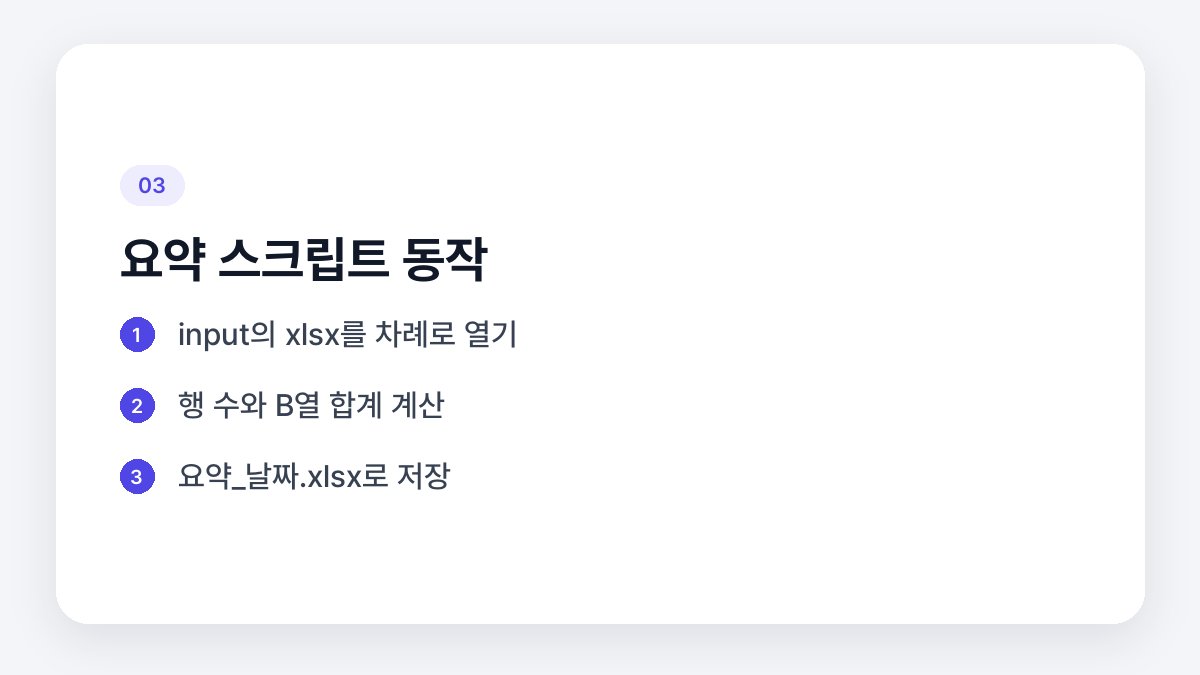 03
요약 스크립트 동작
1 input의 xlsx를 차례로 열기
2 행 수와 B열 합계 계산
3 요약_날짜.xlsx로 저장